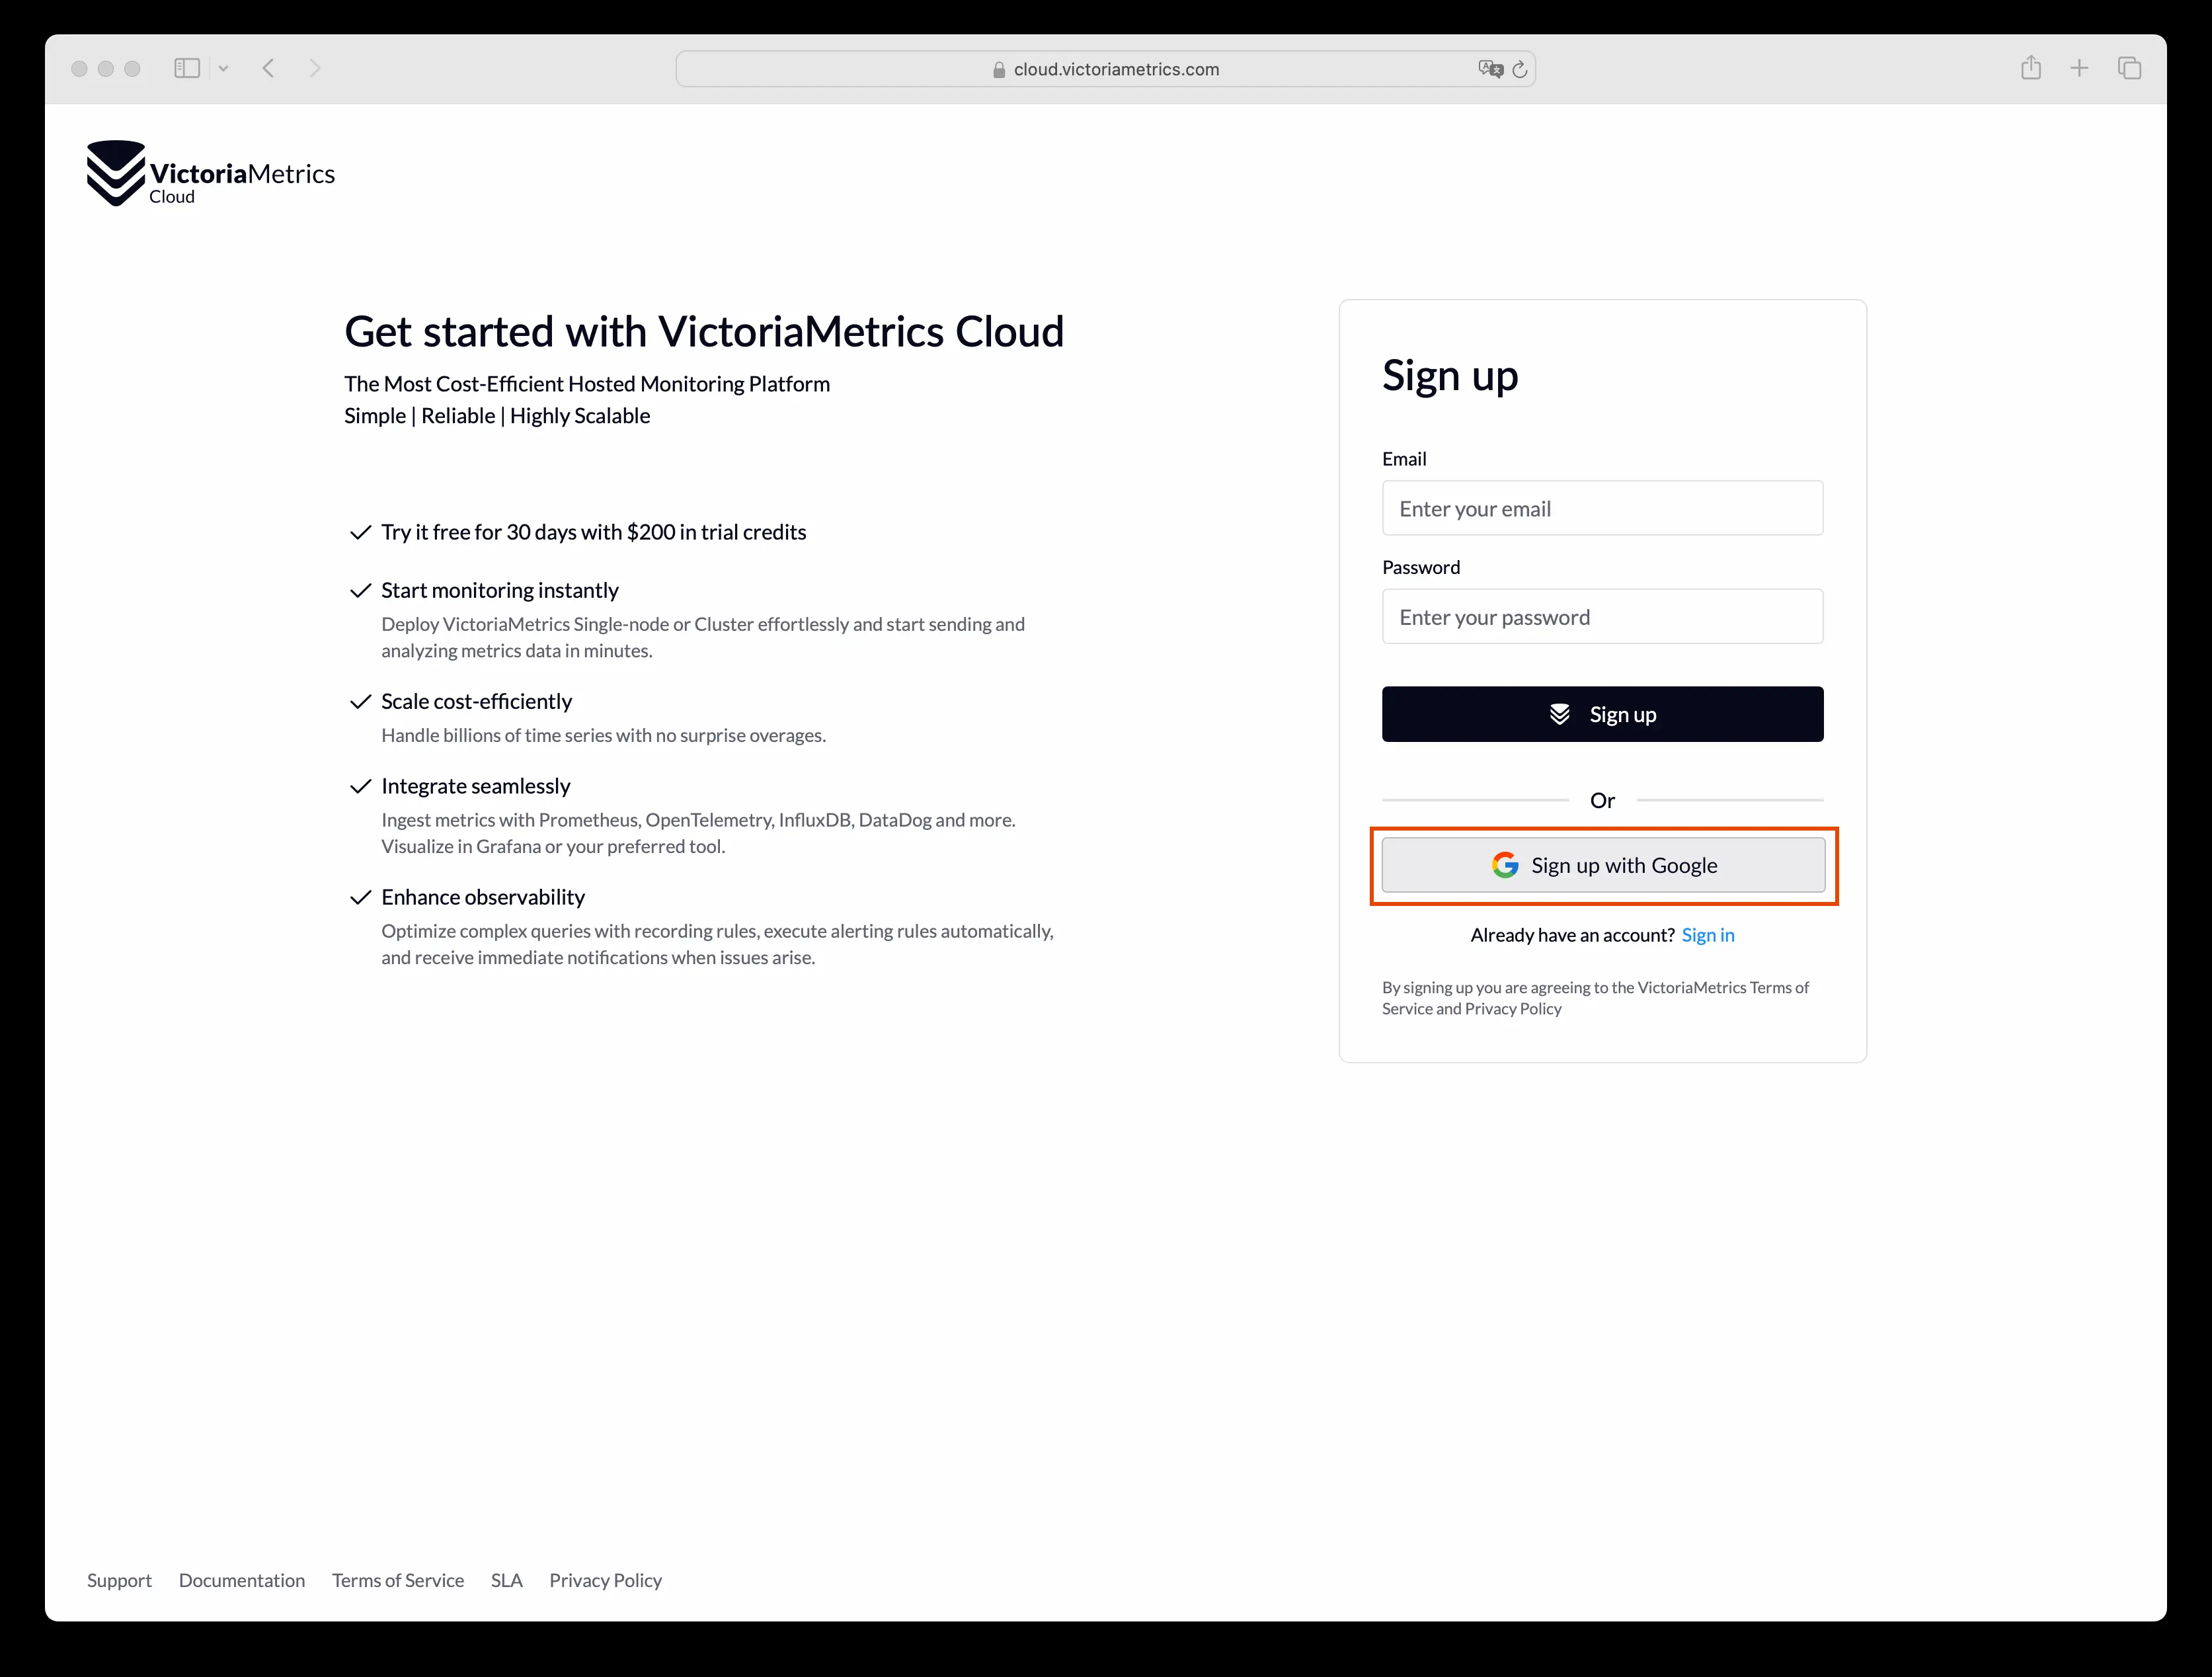 cloud.victoriametrics.com
VictoriaMetrics
Cloud
Get started with VictoriaMetrics Cloud
The Most Cost-Efficient Hosted Monitoring Platform
Simple | Reliable | Highly Scalable
Try it free for 30 days with $200 in trial credits
Start monitoring instantly
Deploy VictoriaMetrics Single-node or Cluster effortlessly and start sending and
analyzing metrics data in minutes.
Scale cost-efficiently
Handle billions of time series with no surprise overages.
Integrate seamlessly
Ingest metrics with Prometheus, OpenTelemetry, InfluxDB, DataDog and more.
Visualize in Grafana or your preferred tool.
Enhance observability
Optimize complex queries with recording rules, execute alerting rules automatically,
and receive immediate notifications when issues arise.
Sign up
Email
Enter your email
Password
Enter your password
Sign up
Or
Sign up with Google
Already have an account? Sign in
By signing up you are agreeing to the VictoriaMetrics Terms of
Service and Privacy Policy
Support Documentation Terms of Service SLA Privacy Policy